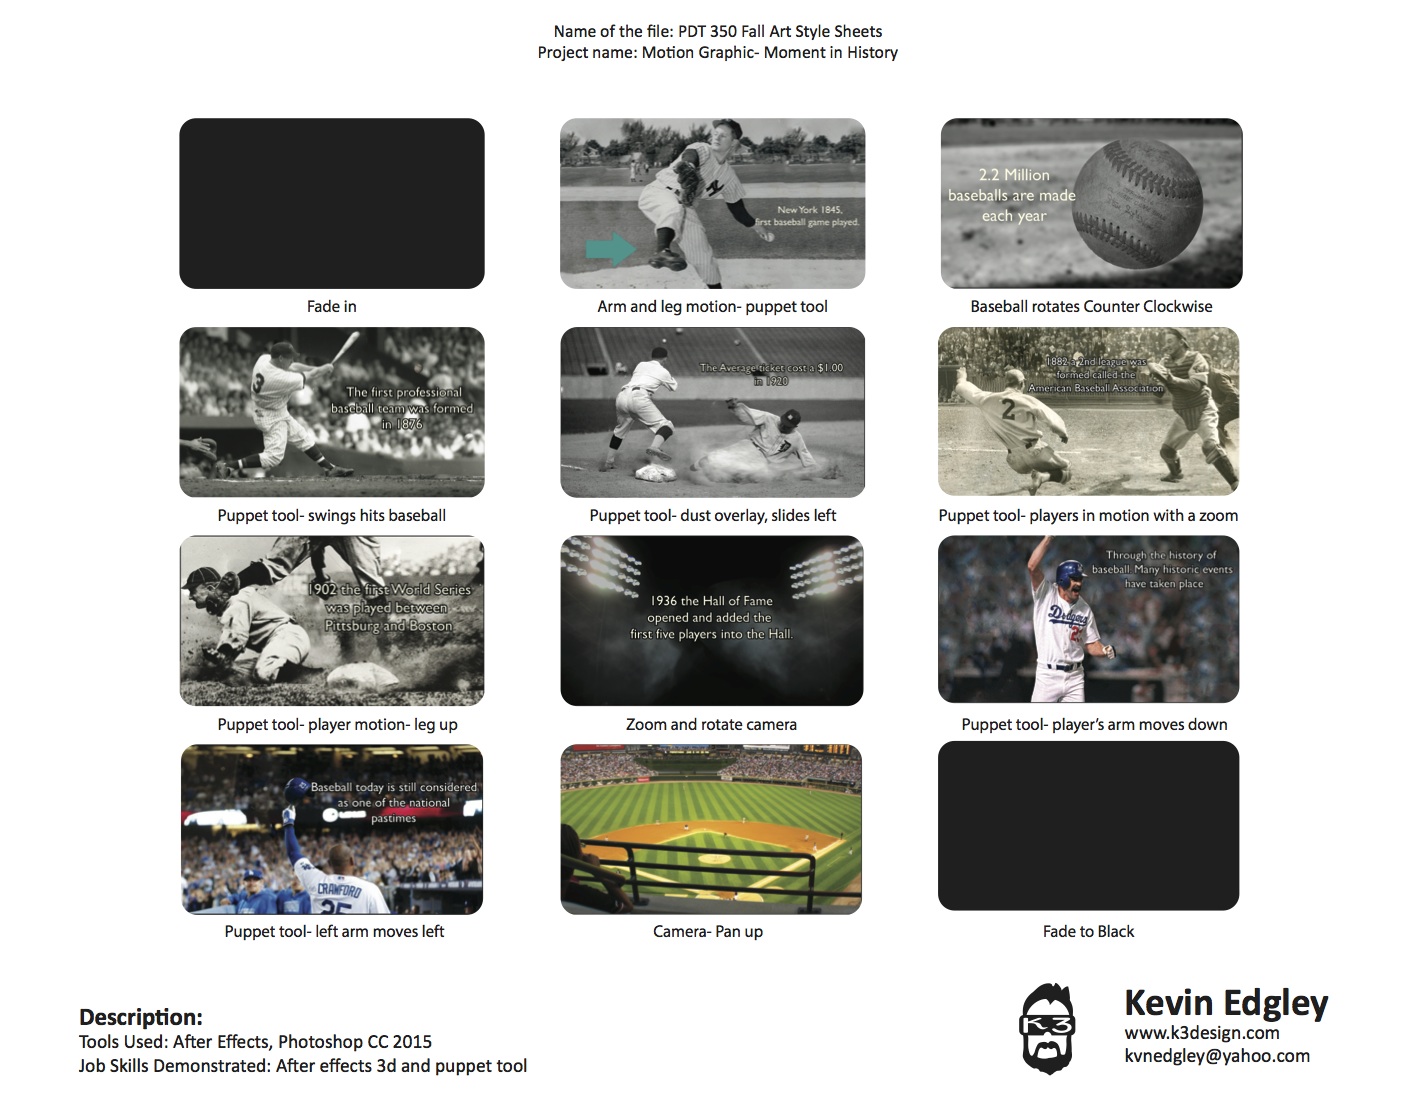 Name of the file: PDT 350 Fall Art Style Sheets
Project name: Motion Graphic- Moment in History
Fade in
New York 1845,
first baseball game played.
Arm and leg motion- puppet tool
2.2 Million
baseballs are made
each year
Baseball rotates Counter Clockwise
3
The first professional
baseball team was formed
in 1876
Puppet tool- swings hits baseball
The Average ticket cost a $1.00
in 1920
Puppet tool- dust overlay, slides left
2
1882 a 2nd league was
formed called the
American Baseball Association
Puppet tool- players in motion with a zoom
1902 the first World Series
was played between
Pittsburg and Boston
Puppet tool- player motion- leg up
1936 the Hall of Fame
opened and added the
first five players into the Hall.
Zoom and rotate camera
Through the history of
baseball. Many historic events
have taken place
Dodgers
Puppet tool- player's arm moves down
Baseball today is still considered
as one of the national
pastimes
CRAWFORD
25
Puppet tool- left arm moves left
Camera- Pan up
Fade to Black
Description:
Tools Used: After Effects, Photoshop CC 2015
Job Skills Demonstrated: After effects 3d and puppet tool
K3
Kevin Edgley
www.k3design.com
kvnedgley@yahoo.com